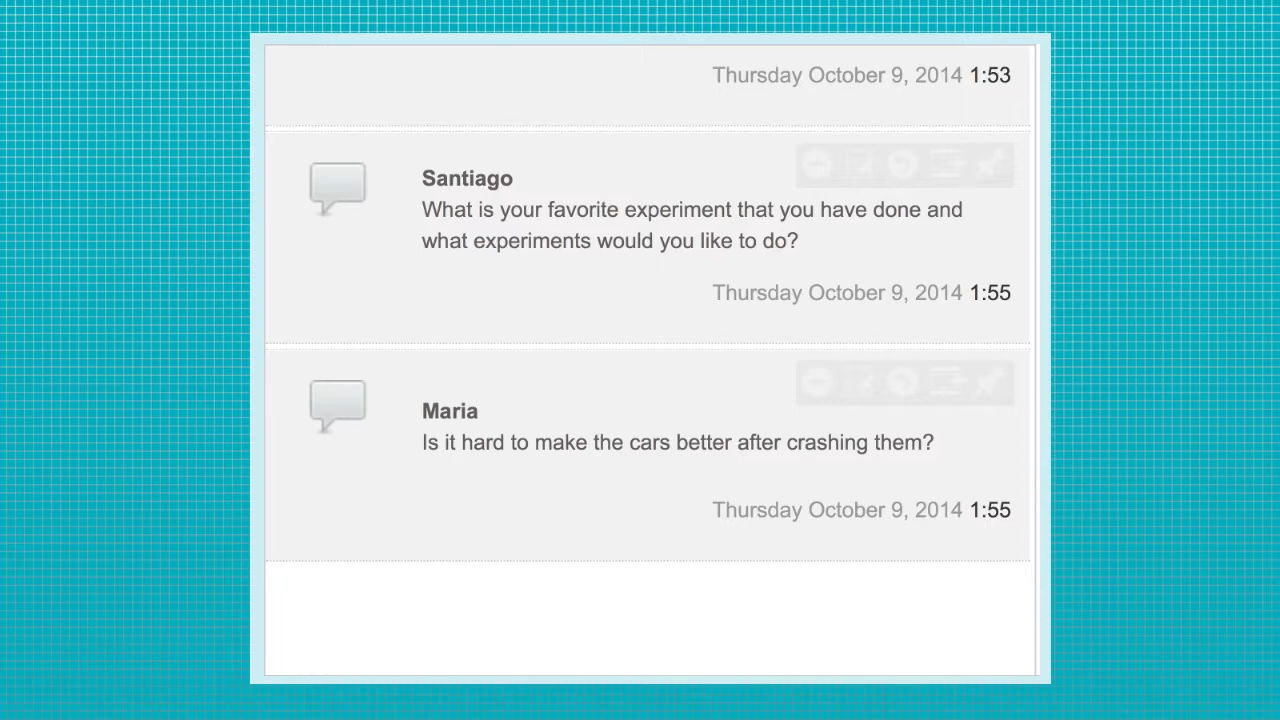 Thursday October 9, 2014 1:53
Santiago
What is your favorite experiment that you have done and
what experiments would you like to do?
Thursday October 9, 2014 1:55
Maria
Is it hard to make the cars better after crashing them?
Thursday October 9, 2014 1:55